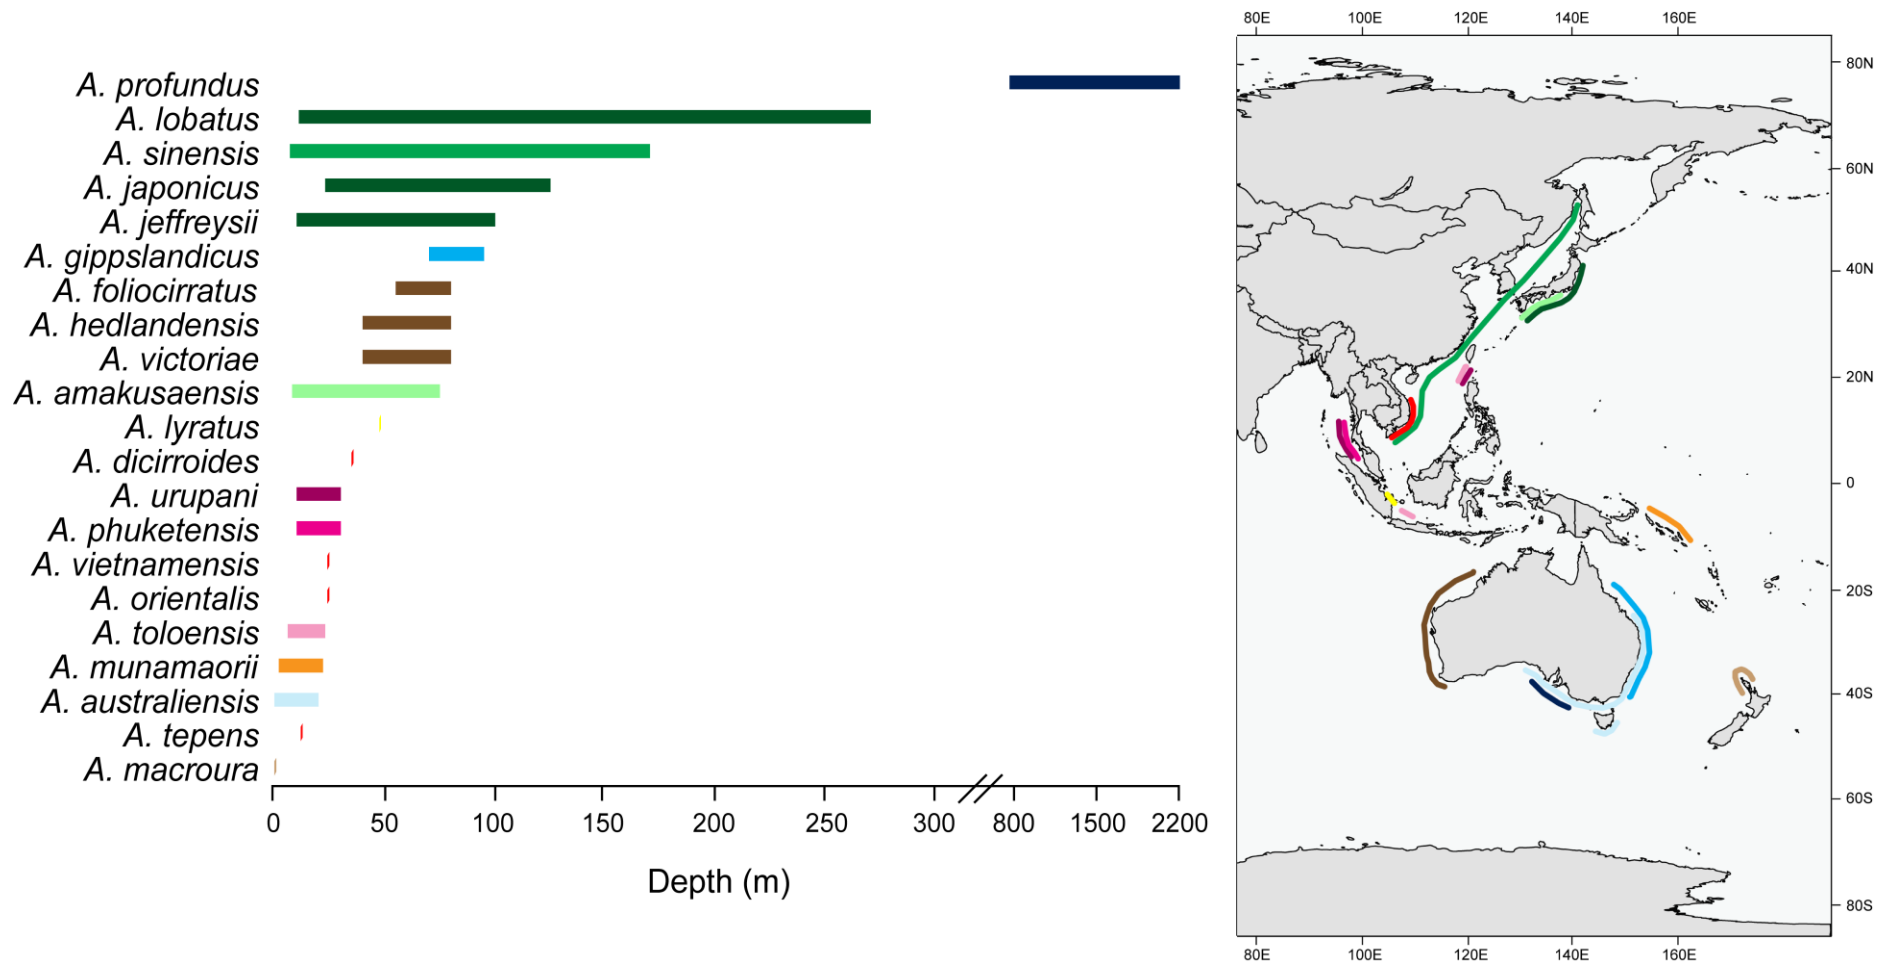 A. profundus
A. lobatus
A. sinensis
A. japonicus
A. jeffreysii
A. gippslandicus
A. foliocirratus
A. hedlandensis
A. victoriae
A. amakusaensis
A. lyratus
A. dicirroides
A. urupani
A. phuketensis
A. vietnamensis
A. orientalis
A. toloensis
A. munamaorii
A. australiensis
A. tepens
A. macroura
0 50 100 150 200 250 300 800 1500 2200
Depth (m)
80E 100E 120E 140E 160E
80N
60N
40N
20N
0
20S
40S
60S
80S
80E 100E 120E 140E 160E